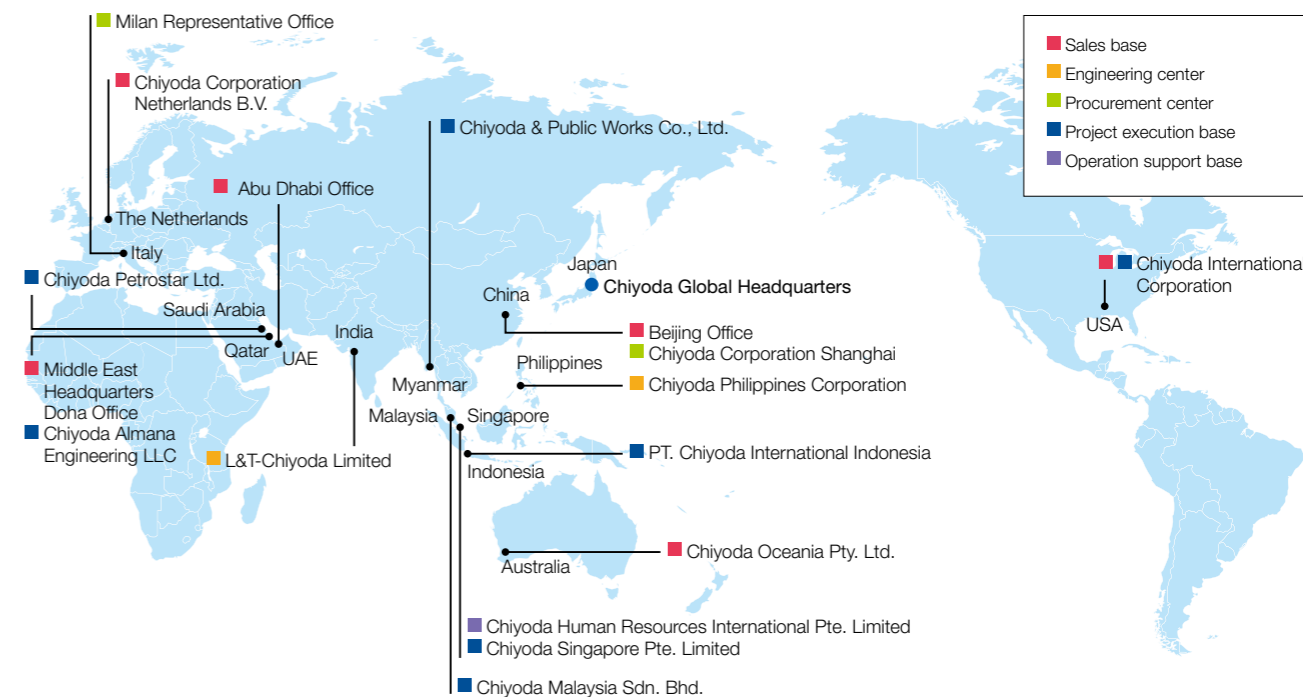 Milan Representative Office
Chiyoda Corporation
Netherlands B.V.
Chiyoda & Public Works Co., Ltd.
Abu Dhabi Office
The Netherlands
Italy
Chiyoda Petrostar Ltd.
Saudi Arabia
Qatar
UAE
India
Middle East
Headquarters
Doha Office
Chiyoda Almana
Engineering LLC
L&T-Chiyoda Limited
Myanmar
Malaysia
Singapore
Indonesia
Japan
Chiyoda Global Headquarters
China
Beijing Office
Chiyoda Corporation Shanghai
Philippines
Chiyoda Philippines Corporation
PT. Chiyoda International Indonesia
Australia
Chiyoda Oceania Pty. Ltd.
Chiyoda Human Resources International Pte. Limited
Chiyoda Singapore Pte. Limited
Chiyoda Malaysia Sdn. Bhd.
Sales base
Engineering center
Procurement center
Project execution base
Operation support base
Chiyoda International
Corporation
USA